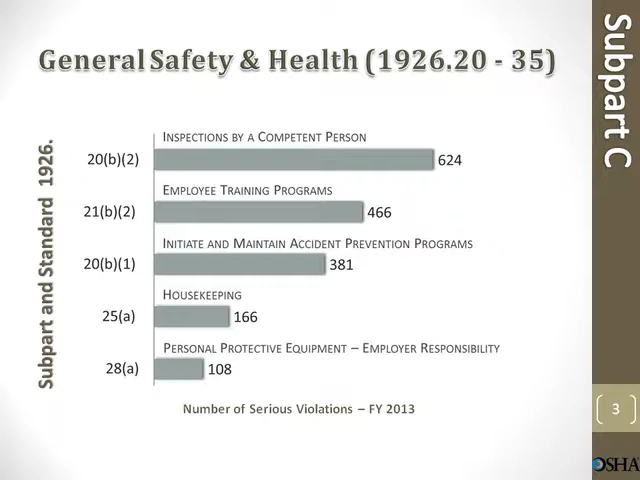 General Safety & Health (1926.20 - 35)
Subpart C
Subpart and Standard 1926.
INSPECTIONS BY A COMPETENT PERSON
20(b)(2) 624
EMPLOYEE TRAINING PROGRAMS
21(b)(2) 466
INITIATE AND MAINTAIN ACCIDENT PREVENTION PROGRAMS
20(b)(1) 381
HOUSEKEEPING
25(a) 166
PERSONAL PROTECTIVE EQUIPMENT – EMPLOYER RESPONSIBILITY
28(a) 108
Number of Serious Violations – FY 2013
3
OSHA